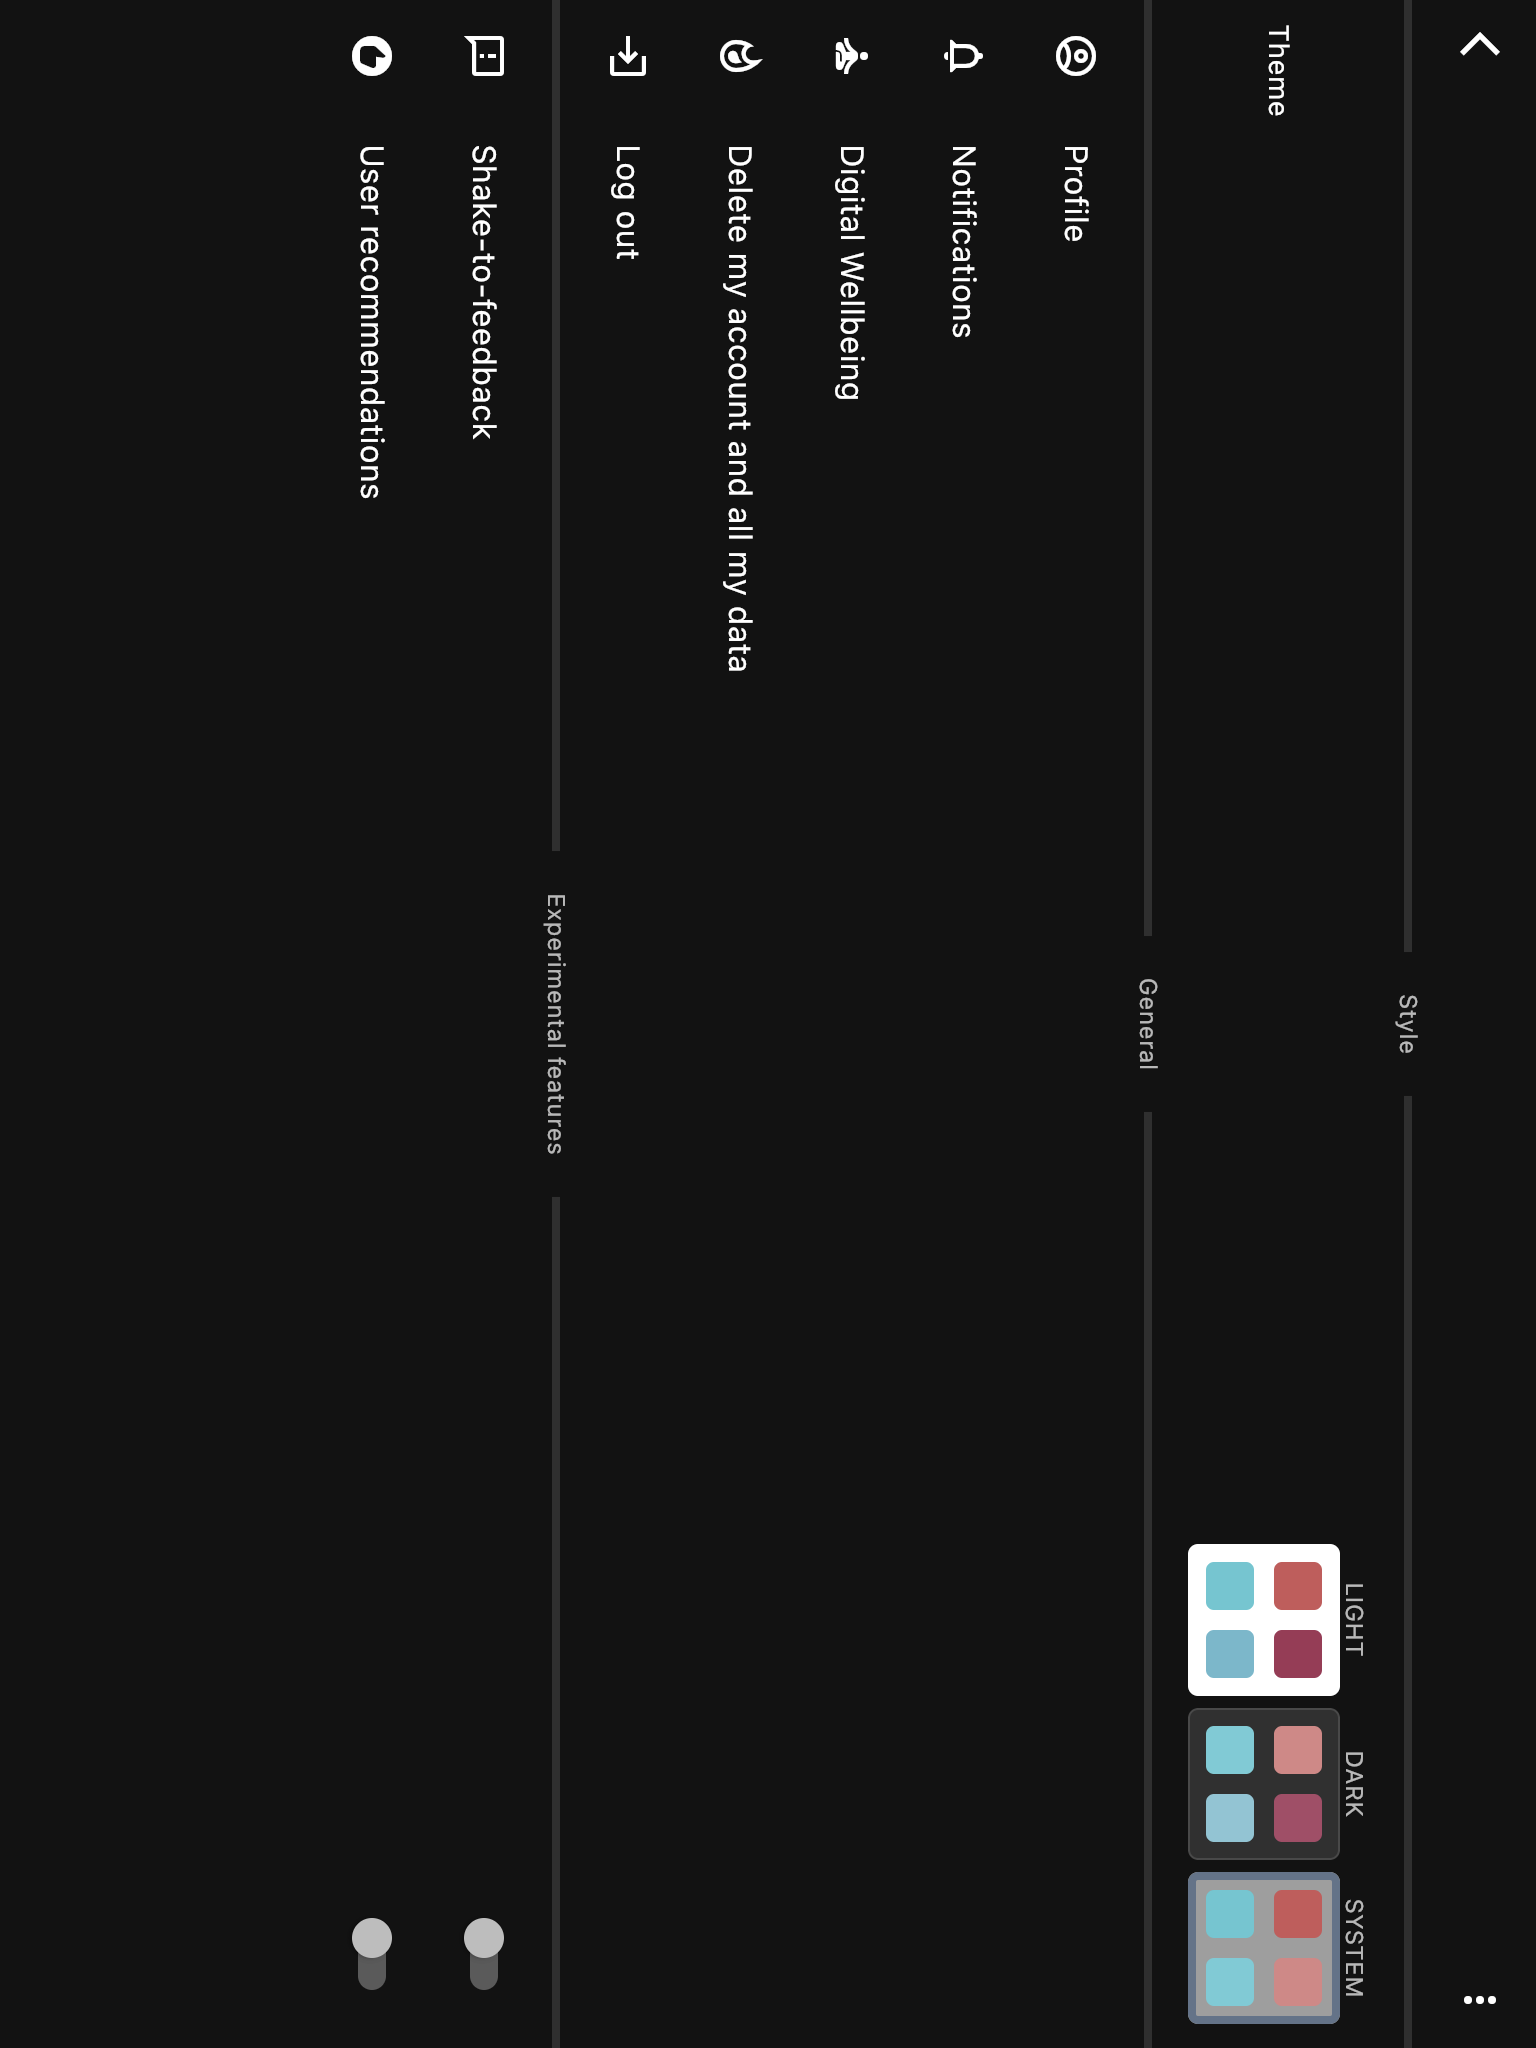 Style
Theme
LIGHT
DARK
SYSTEM
General
Profile
Notifications
Digital Wellbeing
Delete my account and all my data
Log out
Experimental features
Shake-to-feedback
User recommendations